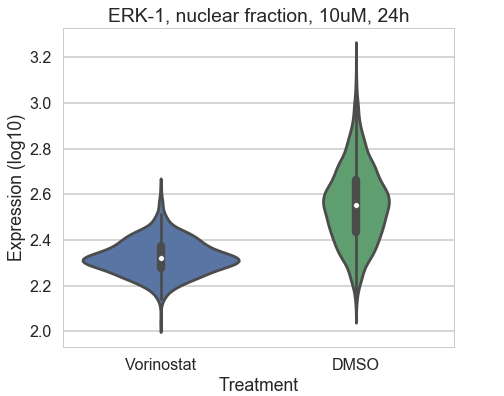 ERK-1, nuclear fraction, 10uM, 24h
Expression (log10)
3.2
3.0
2.8
2.6
2.4
2.2
2.0
Vorinostat
DMSO
Treatment